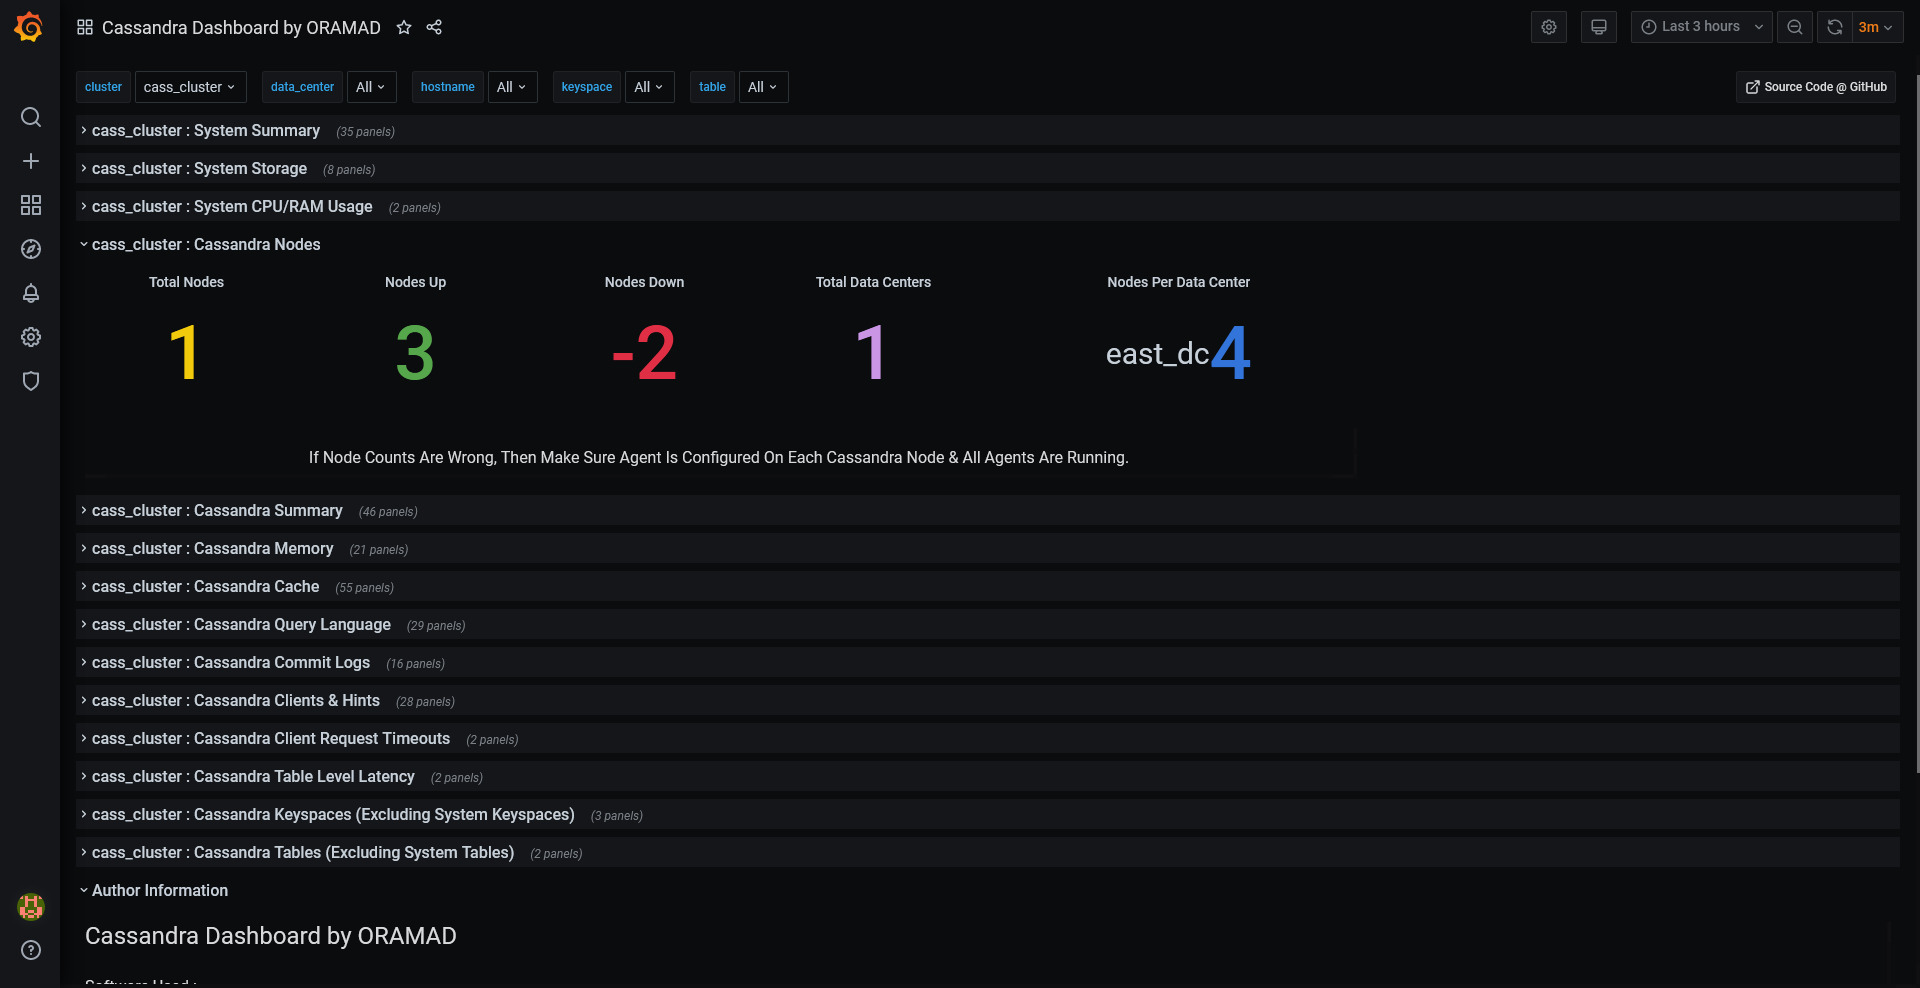 Cassandra Dashboard by ORAMAD
Last 3 hours
3m
cluster cass_cluster data_center All hostname All keyspace All table All
Source Code @ GitHub
cass_cluster : System Summary (35 panels)
cass_cluster : System Storage (8 panels)
cass_cluster : System CPU/RAM Usage (2 panels)
cass_cluster : Cassandra Nodes
Total Nodes Nodes Up Nodes Down Total Data Centers Nodes Per Data Center
1 3 -2 1 east_dc 4
If Node Counts Are Wrong, Then Make Sure Agent Is Configured On Each Cassandra Node & All Agents Are Running.
cass_cluster : Cassandra Summary (46 panels)
cass_cluster : Cassandra Memory (21 panels)
cass_cluster : Cassandra Cache (55 panels)
cass_cluster : Cassandra Query Language (29 panels)
cass_cluster : Cassandra Commit Logs (16 panels)
cass_cluster : Cassandra Clients & Hints (28 panels)
cass_cluster : Cassandra Client Request Timeouts (2 panels)
cass_cluster : Cassandra Table Level Latency (2 panels)
cass_cluster : Cassandra Keyspaces (Excluding System Keyspaces) (3 panels)
cass_cluster : Cassandra Tables (Excluding System Tables) (2 panels)
Author Information
Cassandra Dashboard by ORAMAD
Software Used :